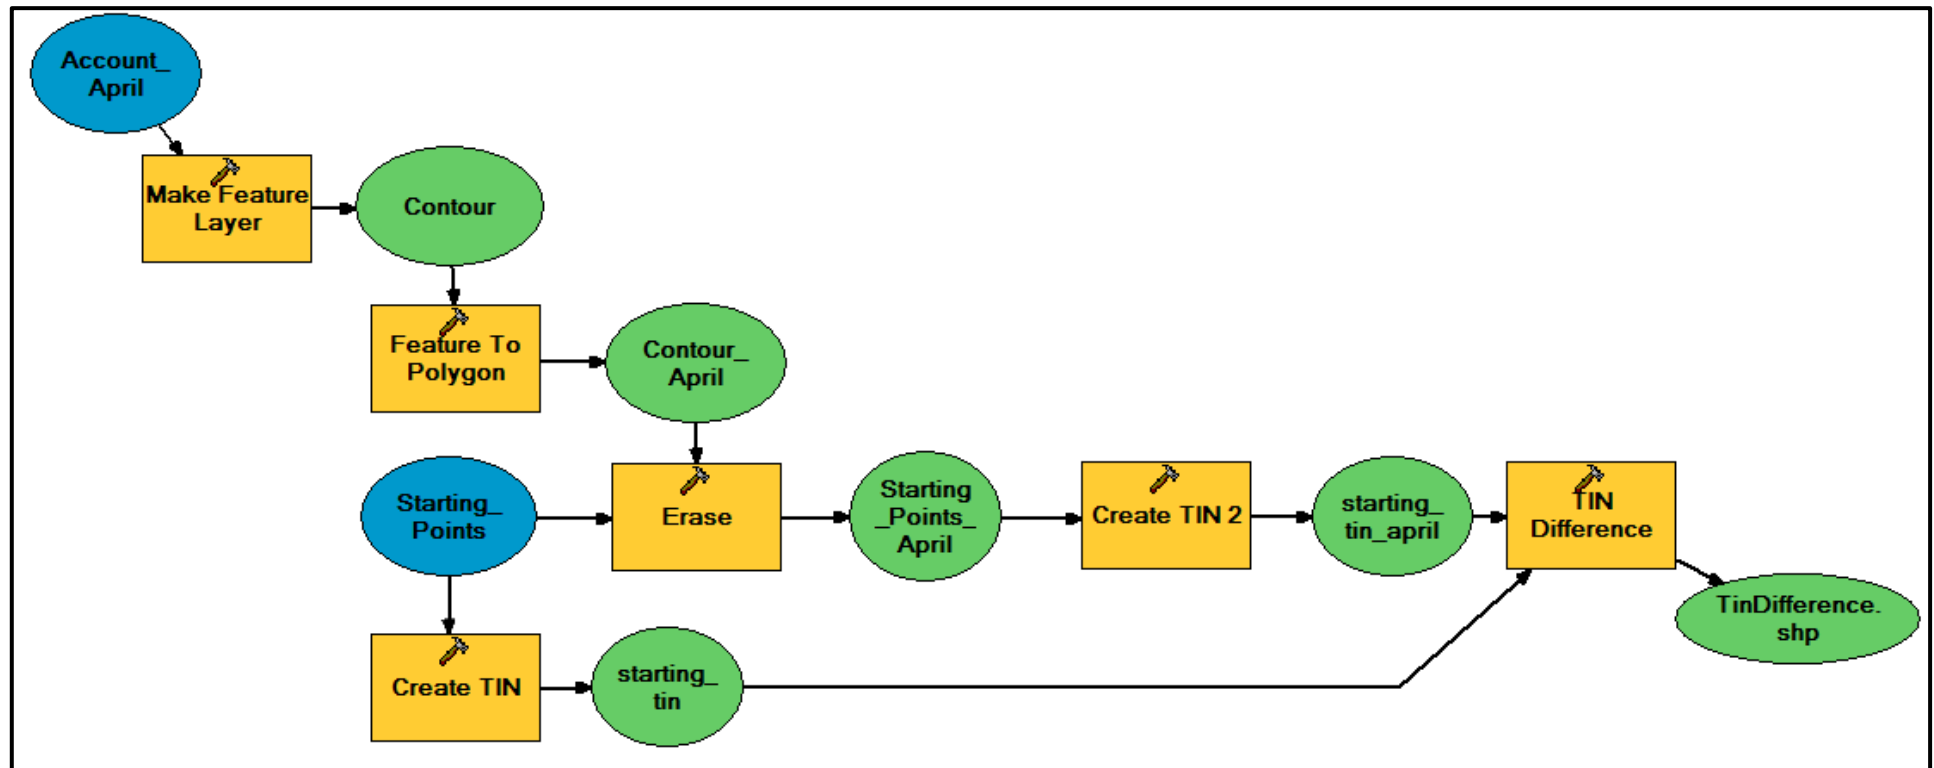 Account_
April
Make Feature
Layer
Contour
Feature To
Polygon
Contour_
April
Starting_
Points
Erase
Starting
_Points_
April
Create TIN 2
starting_
tin_april
TIN
Difference
TinDifference.
shp
Create TIN
starting_
tin